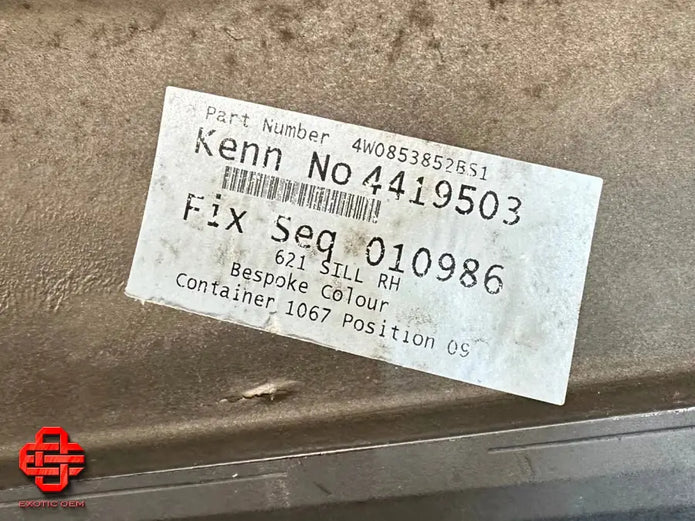 Part Number 4W0853852BS1
Kenn No 4419503
Fix Seq 010986
621 SILL RH
Bespoke Colour
Container 1067 Position 09
EXOTIC OEM